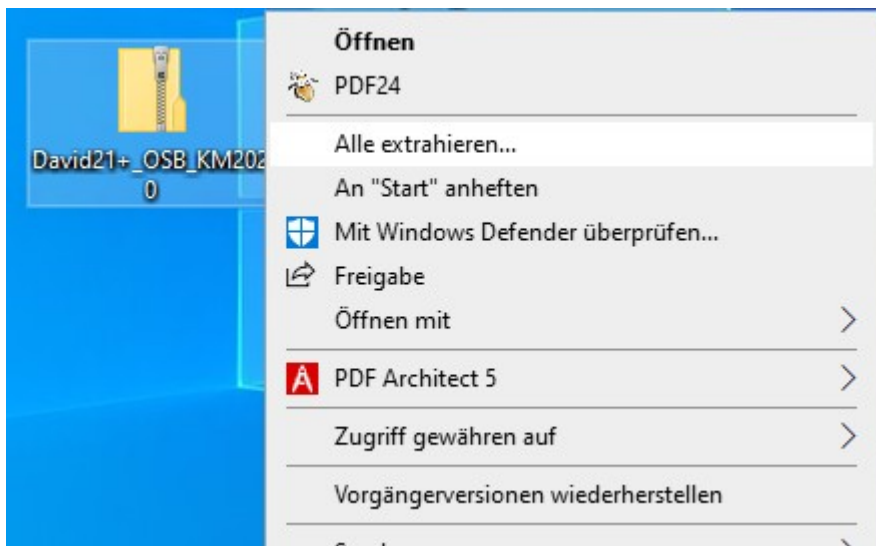 Öffnen
PDF24
Alle extrahieren...
David21+_OSB_KM202
0
An "Start" anheften
Mit Windows Defender überprüfen...
Freigabe
Öffnen mit
PDF Architect 5
Zugriff gewähren auf
Vorgängerversionen wiederherstellen